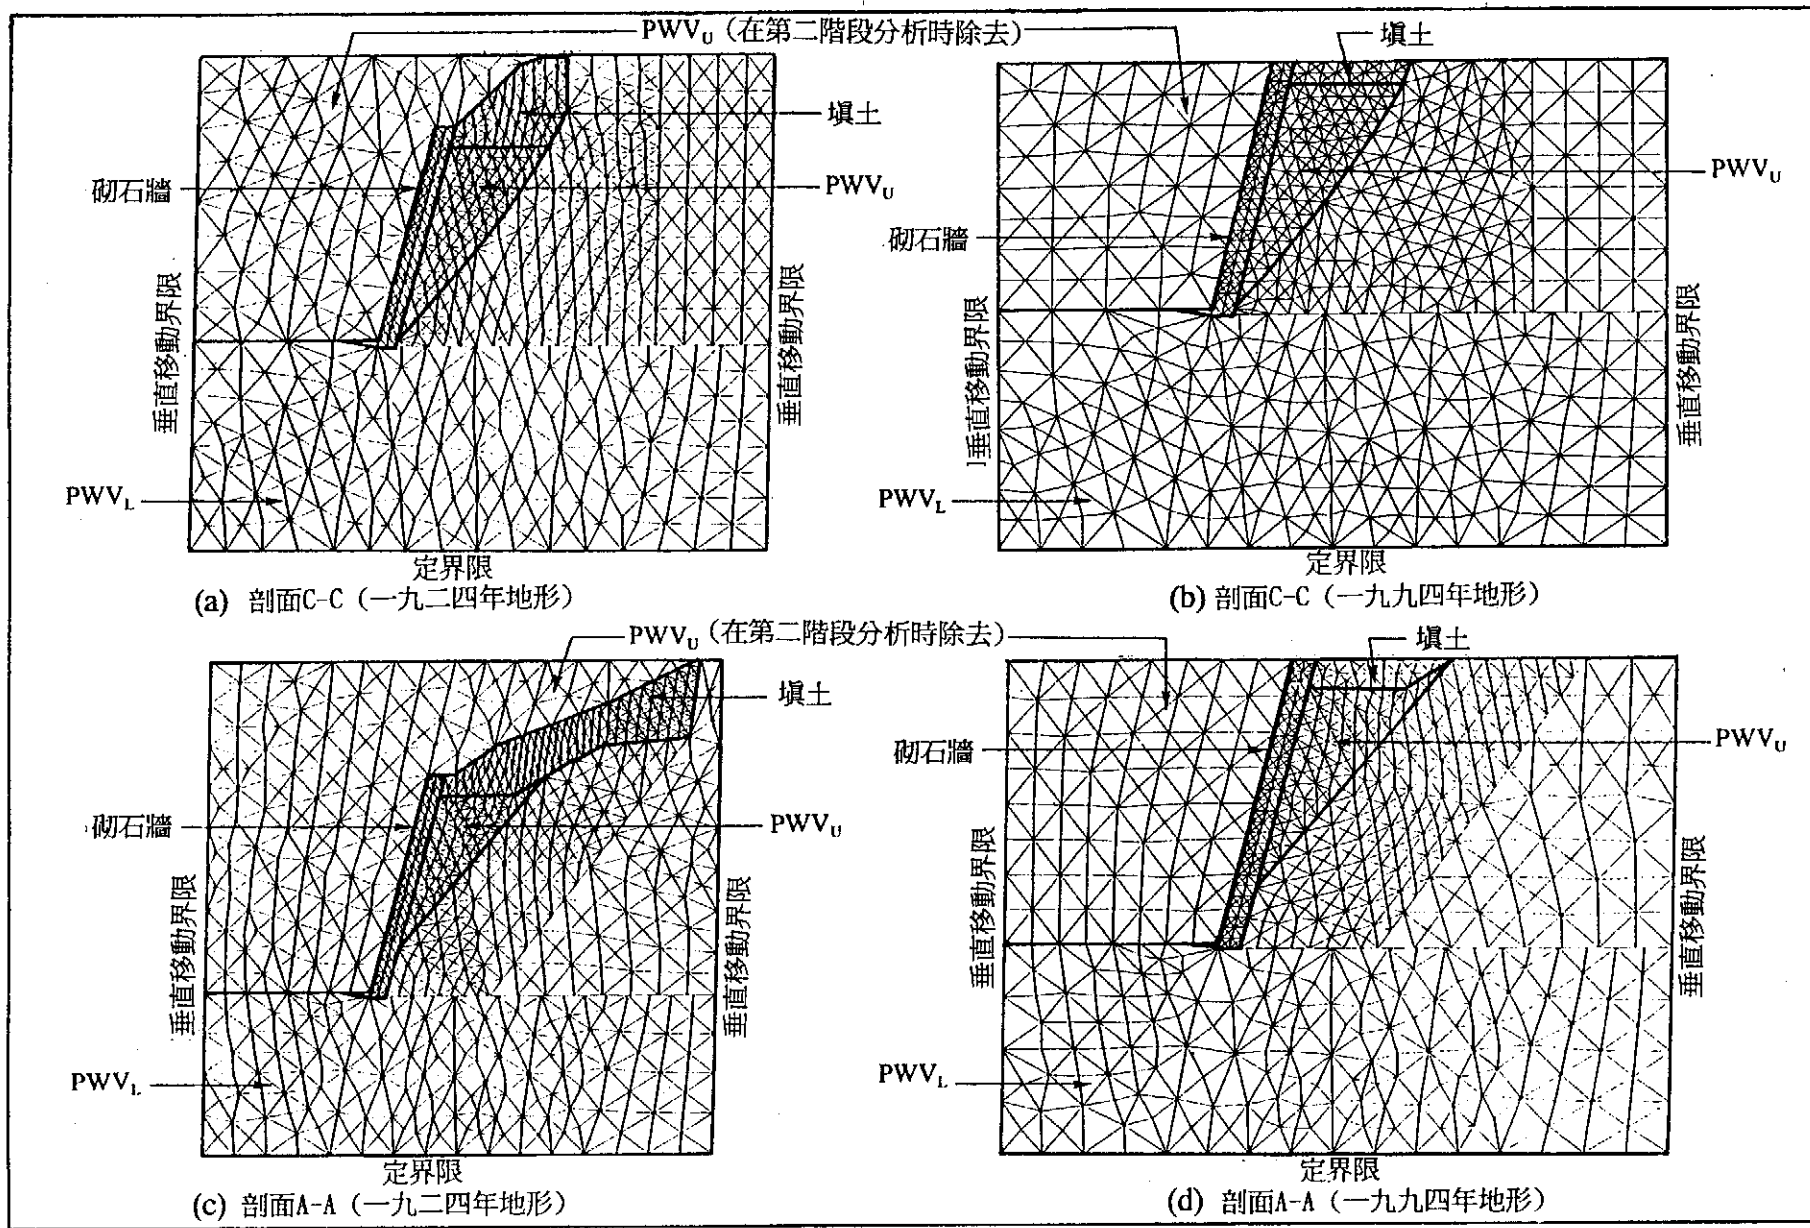 PWVU (在第二階段分析時除去)
填土
填土
砌石牆
PWVU
PWVU
砌石牆
垂直移動界限
垂直移動界限
垂直移動界限
垂直移動界限
PWVL
PWVL
定界限
定界限
(a) 剖面C-C (一九二四年地形)
(b) 剖面C-C (一九九四年地形)
PWVU (在第二階段分析時除去)
填土
填土
砌石牆
PWVU
砌石牆
PWVU
垂直移動界限
垂直移動界限
垂直移動界限
垂直移動界限
PWVL
PWVL
定界限
定界限
(c) 剖面A-A (一九二四年地形)
(d) 剖面A-A (一九九四年地形)